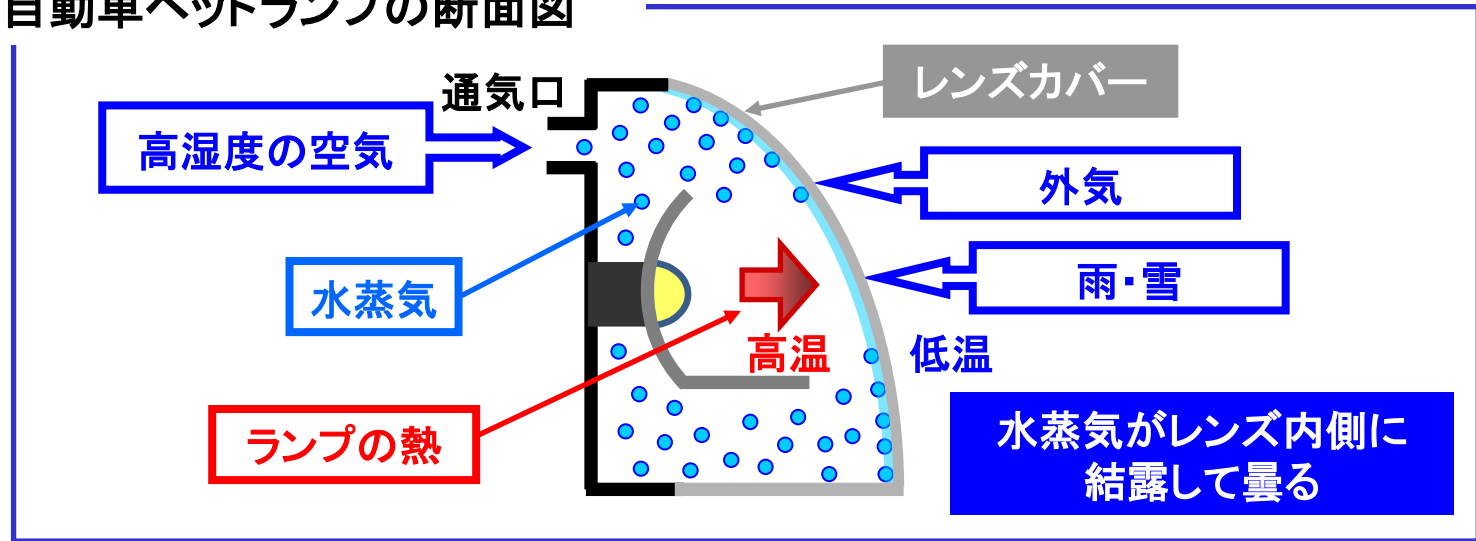 自動車ヘッドランプの断面図
通気口
レンズカバー
高湿度の空気
外気
水蒸気
雨・雪
高温
低温
ランプの熱
水蒸気がレンズ内側に
結露して曇る